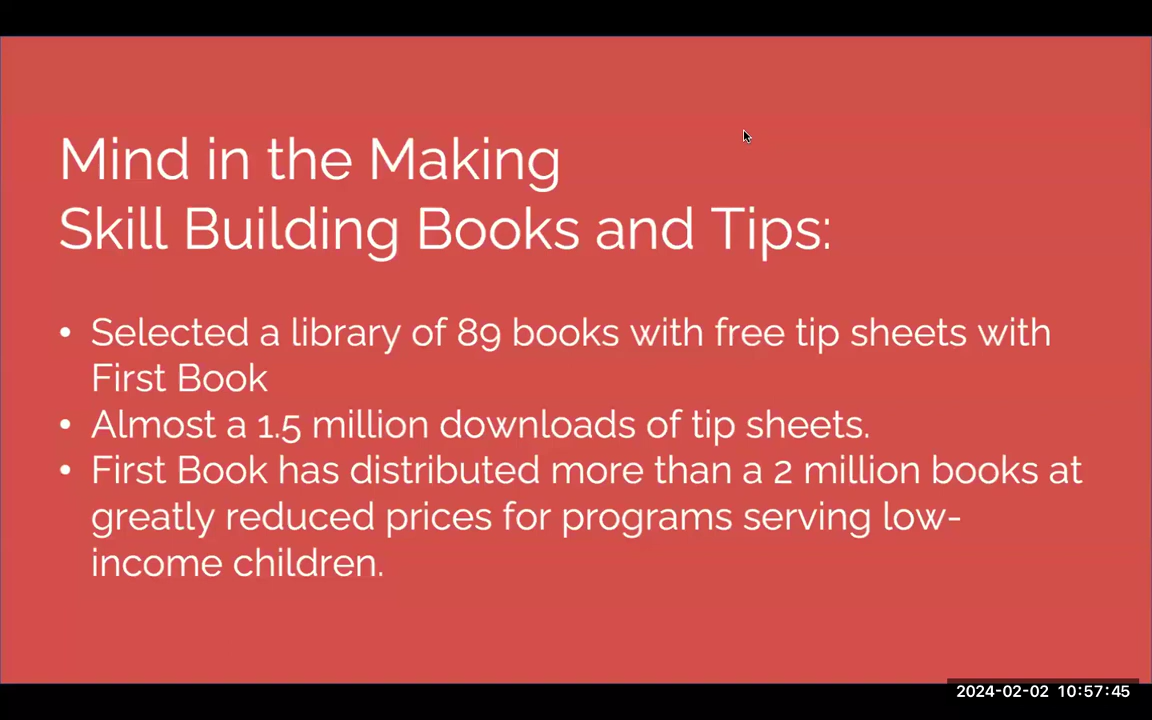 Mind in the Making
Skill Building Books and Tips:
• Selected a library of 89 books with free tip sheets with
First Book
• Almost a 1.5 million downloads of tip sheets.
• First Book has distributed more than a 2 million books at
greatly reduced prices for programs serving low-
income children.
2024-02-02 10:57:45